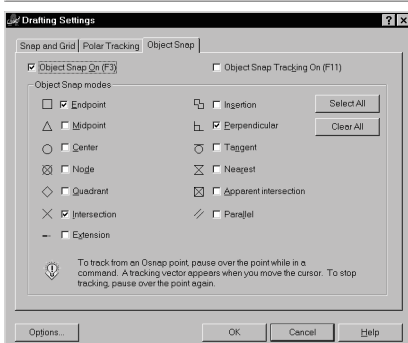 Drafting Settings
Snap and Grid Polar Tracking Object Snap
Object Snap On (F3) Object Snap Tracking On (F11)
Object Snap modes
Endpoint Insertion Select All
Midpoint Perpendicular Clear All
Center Tangent
Node Nearest
Quadrant Apparent intersection
Intersection Parallel
Extension
To track from an Osnap point, pause over the point while in a
command. A tracking vector appears when you move the cursor. To stop
tracking, pause over the point again.
Options... OK Cancel Help